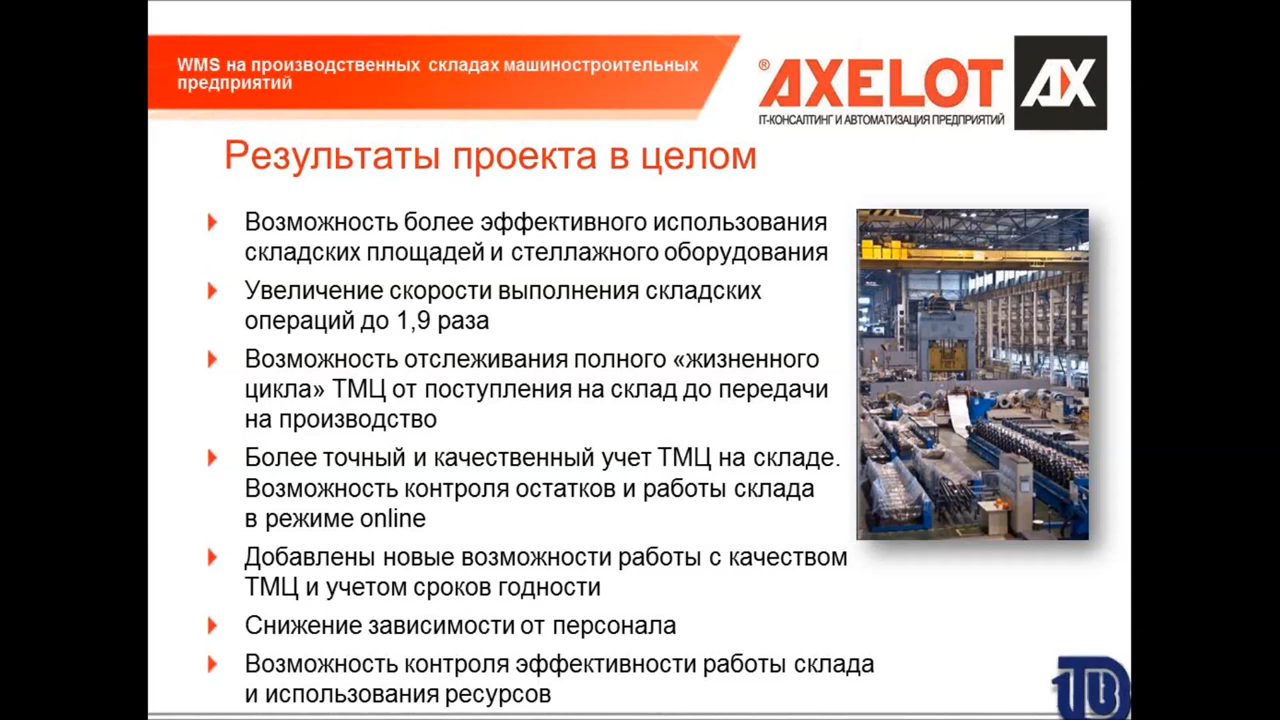 WMS на производственных складах машиностроительных
предприятий
® AXELOT AX
IT-КОНСАЛТИНГ И АВТОМАТИЗАЦИЯ ПРЕДПРИЯТИЙ
Результаты проекта в целом
Возможность более эффективного использования
складских площадей и стеллажного оборудования
Увеличение скорости выполнения складских
операций до 1,9 раза
Возможность отслеживания полного «жизненного
цикла» ТМЦ от поступления на склад до передачи
на производство
Более точный и качественный учет ТМЦ на складе.
Возможность контроля остатков и работы склада
в режиме online
Добавлены новые возможности работы с качеством
ТМЦ и учетом сроков годности
Снижение зависимости от персонала
Возможность контроля эффективности работы склада
и использования ресурсов